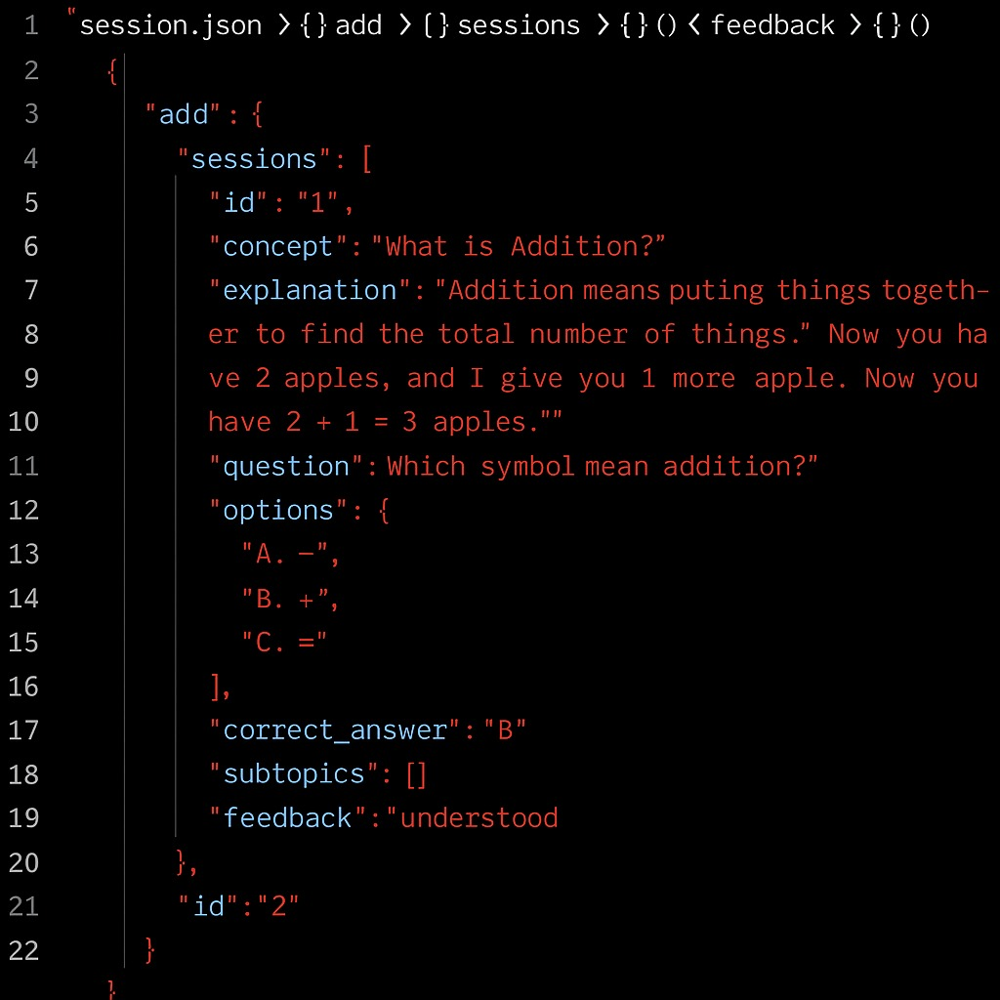 1 "session.json > {} add > [} sessions > {}() < feedback > {}()
2 {
3 "add": {
4 "sessions": [
5 "id": "1",
6 "concept": "What is Addition?"
7 "explanation": "Addition means puting things togeth-
8 er to find the total number of things." Now you ha
9 ve 2 apples, and I give you 1 more apple. Now you
10 have 2 + 1 = 3 apples.""
11 "question": Which symbol mean addition?"
12 "options": {
13 "A. –",
14 "B. +",
15 "C. ="
16 ],
17 "correct_answer": "B"
18 "subtopics": []
19 "feedback":"understood
20 },
21 "id":"2"
22 }
}